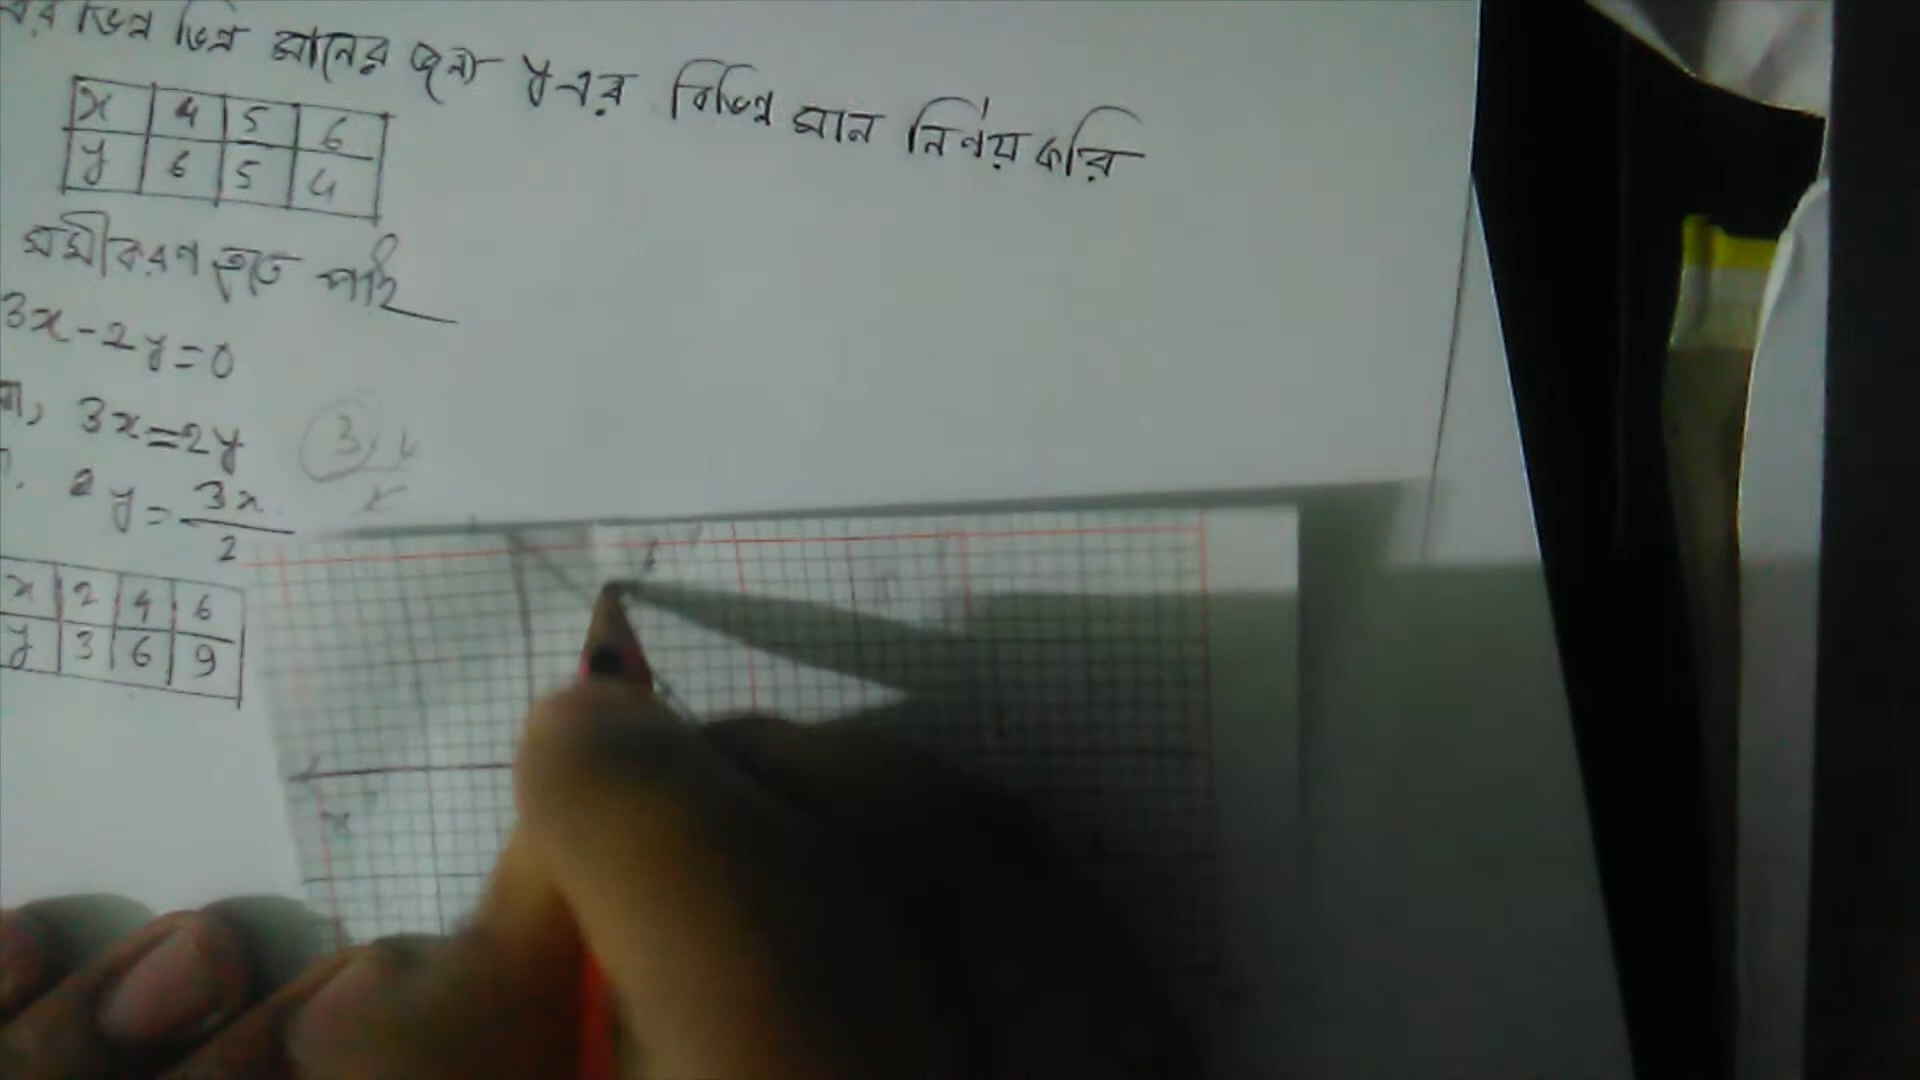 ভিন্ন ভিন্ন মানের জন্য y এর বিভিন্ন মান নির্ণয় করি
x 4 5 6
y 6 5 4
সমীকরণ হতে পাই
3x-2y=0
বা, 3x=2y
y=3x/2
x 2 4 6
y 3 6 9
x